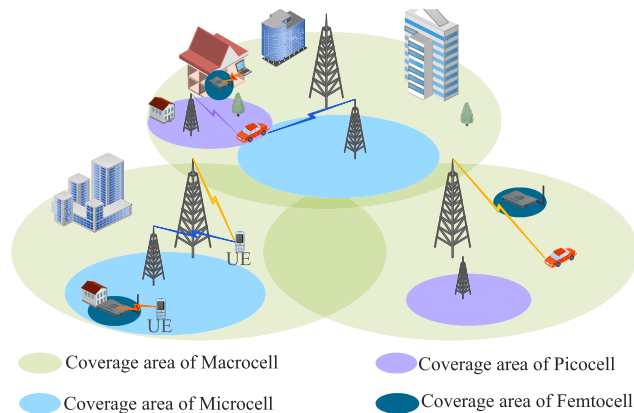 UE
UE
Coverage area of Macrocell
Coverage area of Picocell
Coverage area of Microcell
Coverage area of Femtocell